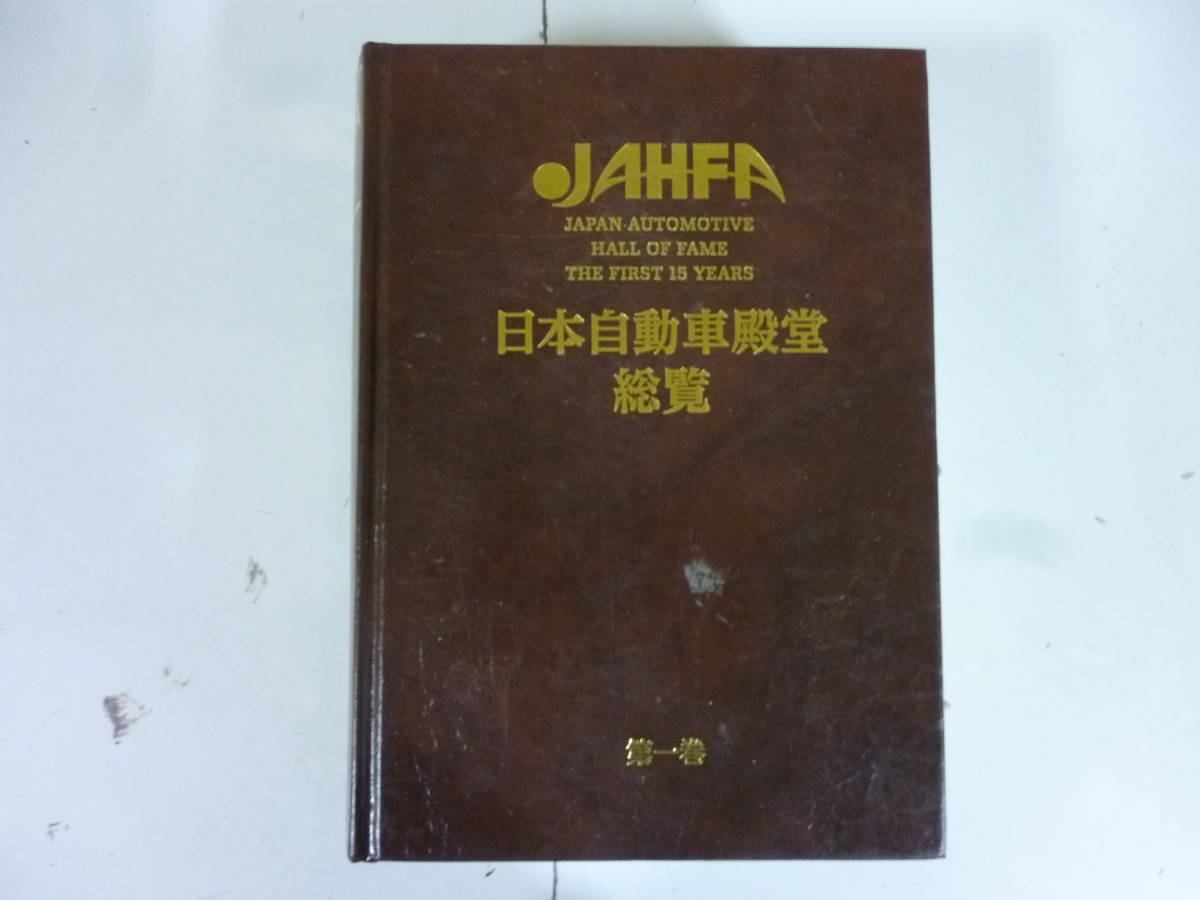 JAHFA
JAPAN AUTOMOTIVE
HALL OF FAME
THE FIRST 15 YEARS
日本自動車殿堂
総覧
第一巻